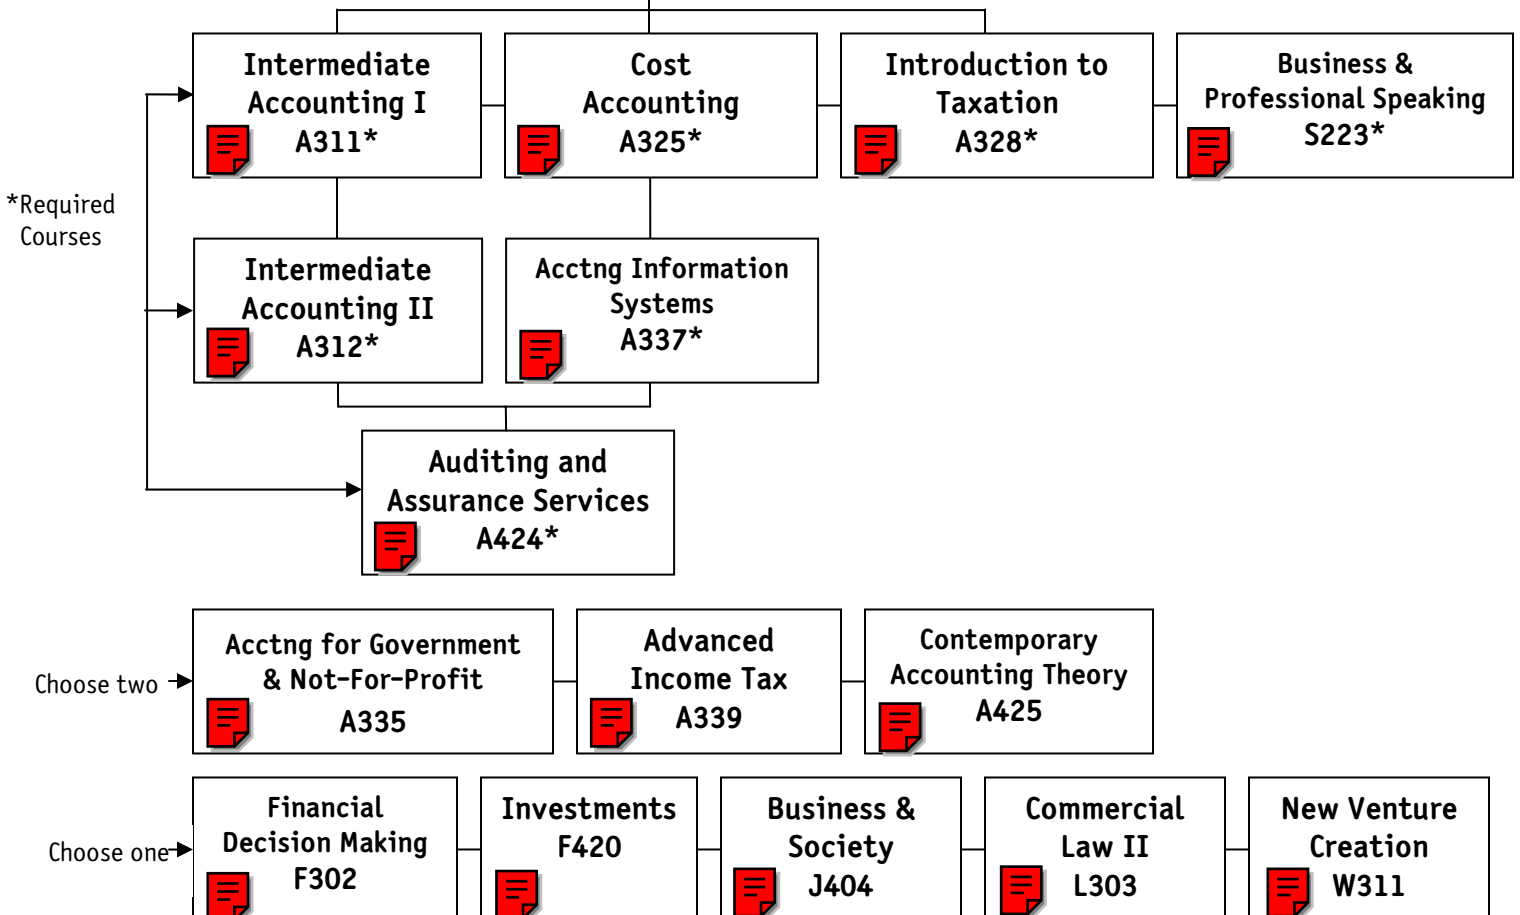 Intermediate
Accounting I
A311*
Cost
Accounting
A325*
Introduction to
Taxation
A328*
Business &
Professional Speaking
S223*
*Required
Courses
Intermediate
Accounting II
A312*
Acctng Information
Systems
A337*
Auditing and
Assurance Services
A424*
Choose two
Acctng for Government
& Not-For-Profit
A335
Advanced
Income Tax
A339
Contemporary
Accounting Theory
A425
Choose one
Financial
Decision Making
F302
Investments
F420
Business &
Society
J404
Commercial
Law II
L303
New Venture
Creation
W311